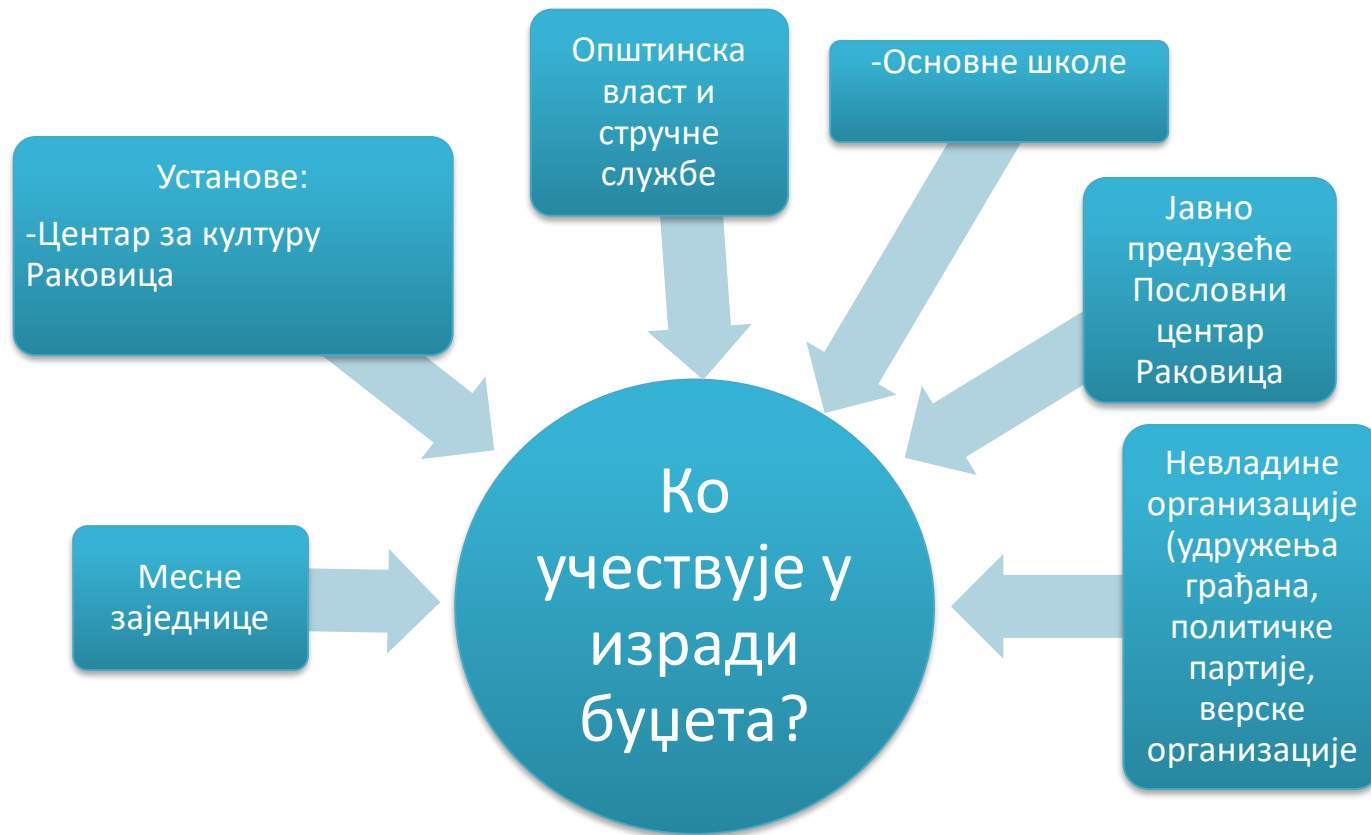 Општинска
власт и
стручне
службе
-Основне школе
Установе:
-Центар за културу
Раковица
Јавно
предузеће
Пословни
центар
Раковица
Невладине
организације
(удружења
грађана,
политичке
партије,
верске
организације
Месне
заједнице
Ко
учествује у
изради
буџета?